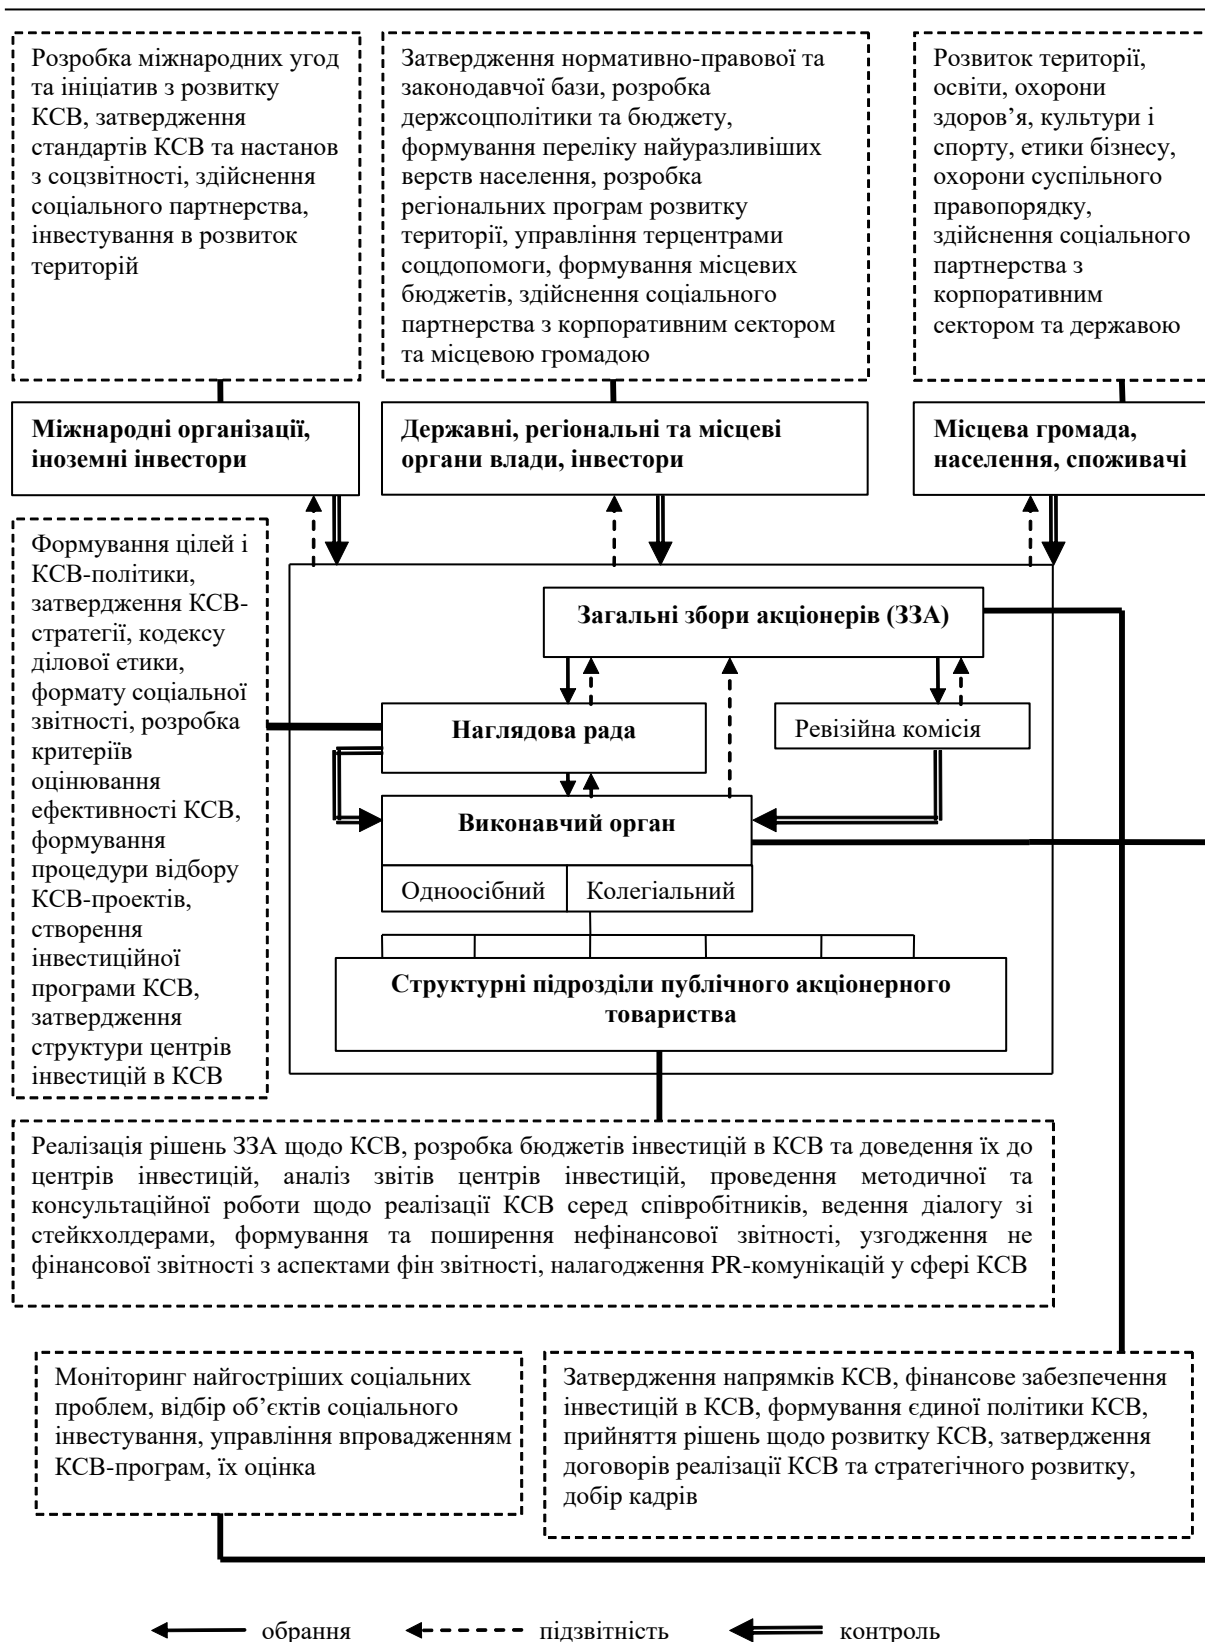 Розробка міжнародних угод
та ініціатив з розвитку
КСВ, затвердження
стандартів КСВ та настанов
з соцзвітності, здійснення
соціального партнерства,
інвестування в розвиток
територій
Затвердження нормативно-правової та
законодавчої бази, розробка
держсоцполітики та бюджету,
формування переліку найуразливіших
верств населення, розробка
регіональних програм розвитку
території, управління терцентрами
соцдопомоги, формування місцевих
бюджетів, здійснення соціального
партнерства з корпоративним сектором
та місцевою громадою
Розвиток території,
освіти, охорони
здоров’я, культури і
спорту, етики бізнесу,
охорони суспільного
правопорядку,
здійснення соціального
партнерства з
корпоративним
сектором та державою
Міжнародні організації,
іноземні інвестори
Державні, регіональні та місцеві
органи влади, інвестори
Місцева громада,
населення, споживачі
Формування цілей і
КСВ-політики,
затвердження КСВ-
стратегії, кодексу
ділової етики,
формату соціальної
звітності, розробка
критеріїв
оцінювання
ефективності КСВ,
формування
процедури відбору
КСВ-проектів,
створення
інвестиційної
програми КСВ,
затвердження
структури центрів
інвестицій в КСВ
Загальні збори акціонерів (ЗЗА)
Наглядова рада
Ревізійна комісія
Виконавчий орган
Одноосібний
Колегіальний
Структурні підрозділи публічного акціонерного
товариства
Реалізація рішень ЗЗА щодо КСВ, розробка бюджетів інвестицій в КСВ та доведення їх до
центрів інвестицій, аналіз звітів центрів інвестицій, проведення методичної та
консультаційної роботи щодо реалізації КСВ серед співробітників, ведення діалогу зі
стейкхолдерами, формування та поширення нефінансової звітності, узгодження не
фінансової звітності з аспектами фін звітності, налагодження PR-комунікацій у сфері КСВ
Моніторинг найгостріших соціальних
проблем, відбір об’єктів соціального
інвестування, управління впровадженням
КСВ-програм, їх оцінка
Затвердження напрямків КСВ, фінансове забезпечення
інвестицій в КСВ, формування єдиної політики КСВ,
прийняття рішень щодо розвитку КСВ, затвердження
договорів реалізації КСВ та стратегічного розвитку,
добір кадрів
обрання
підзвітність
контроль